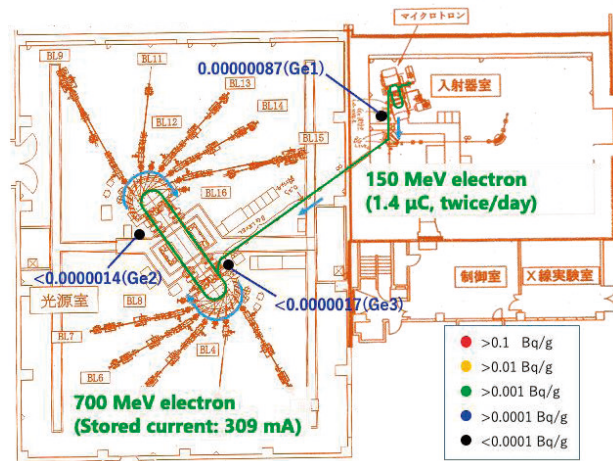 マイクロトロン
BL9
BL11
0.00000087(Ge1)
入射器室
BL13
BL14
BL12
BL15
BL16
150 MeV electron
(1.4 μC, twice/day)
<0.0000014(Ge2)
<0.0000017(Ge3)
光源室
制御室
X線実験室
BL8
BL7
BL6
BL4
700 MeV electron
(Stored current: 309 mA)
>0.1 Bq/g
>0.01 Bq/g
>0.001 Bq/g
>0.0001 Bq/g
<0.0001 Bq/g